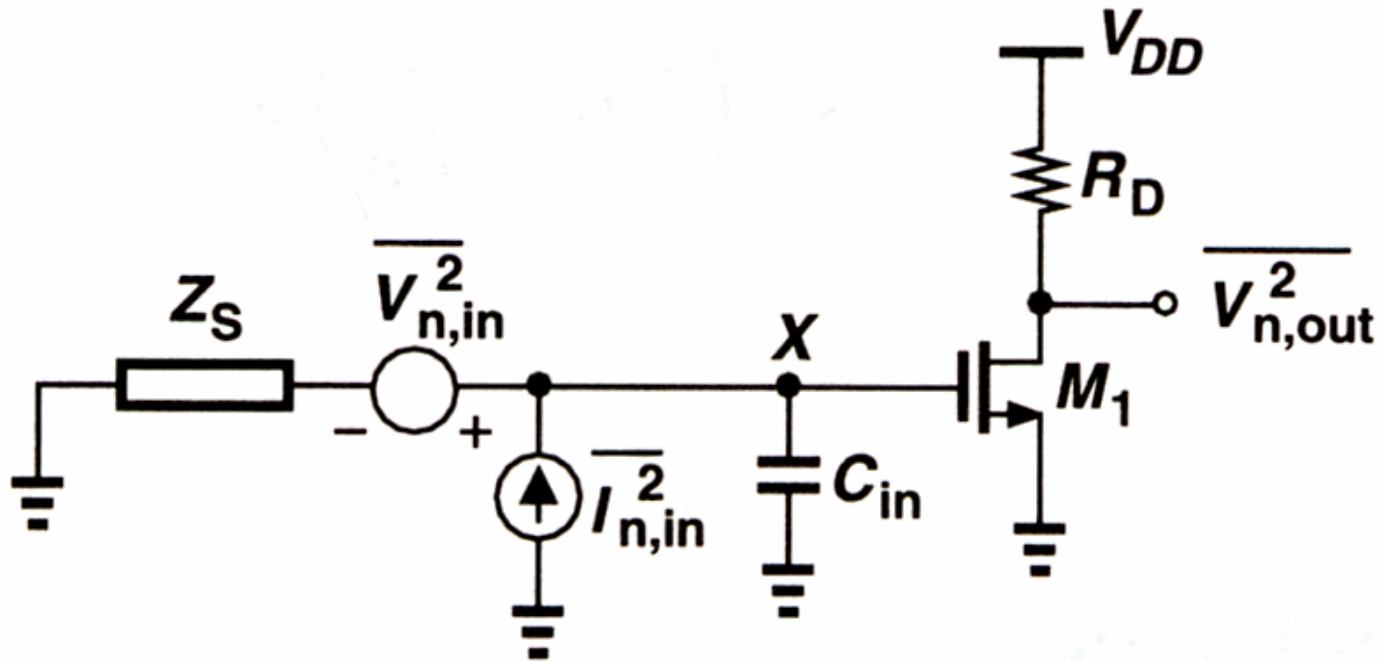 V_DD
R_D
Z_S
V²_n,in
− +
X
V²_n,out
M_1
I²_n,in
C_in